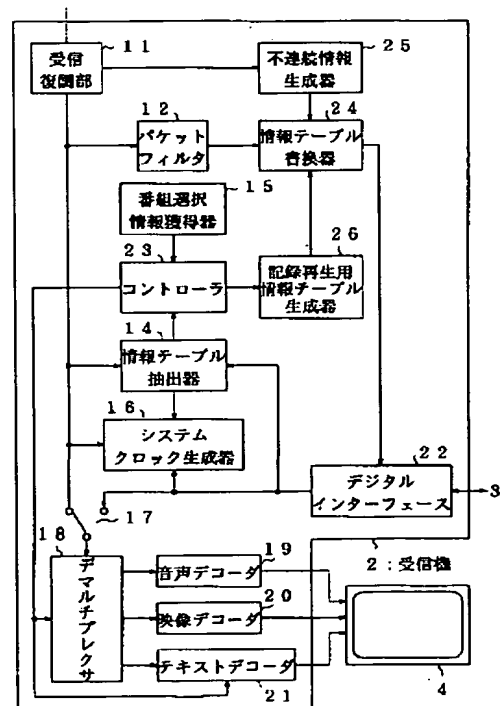 11
受信
復調部
25
不連続情報
生成器
12
パケット
フィルタ
24
情報テーブル
書換器
15
番組選択
情報獲得器
23
コントローラ
26
記録再生用
情報テーブル
生成器
14
情報テーブル
抽出器
16
システム
クロック生成器
22
デジタル
インターフェース
3
17
18
デマルチプレクサ
19
音声デコーダ
2:受信機
20
映像デコーダ
テキストデコーダ
21
4